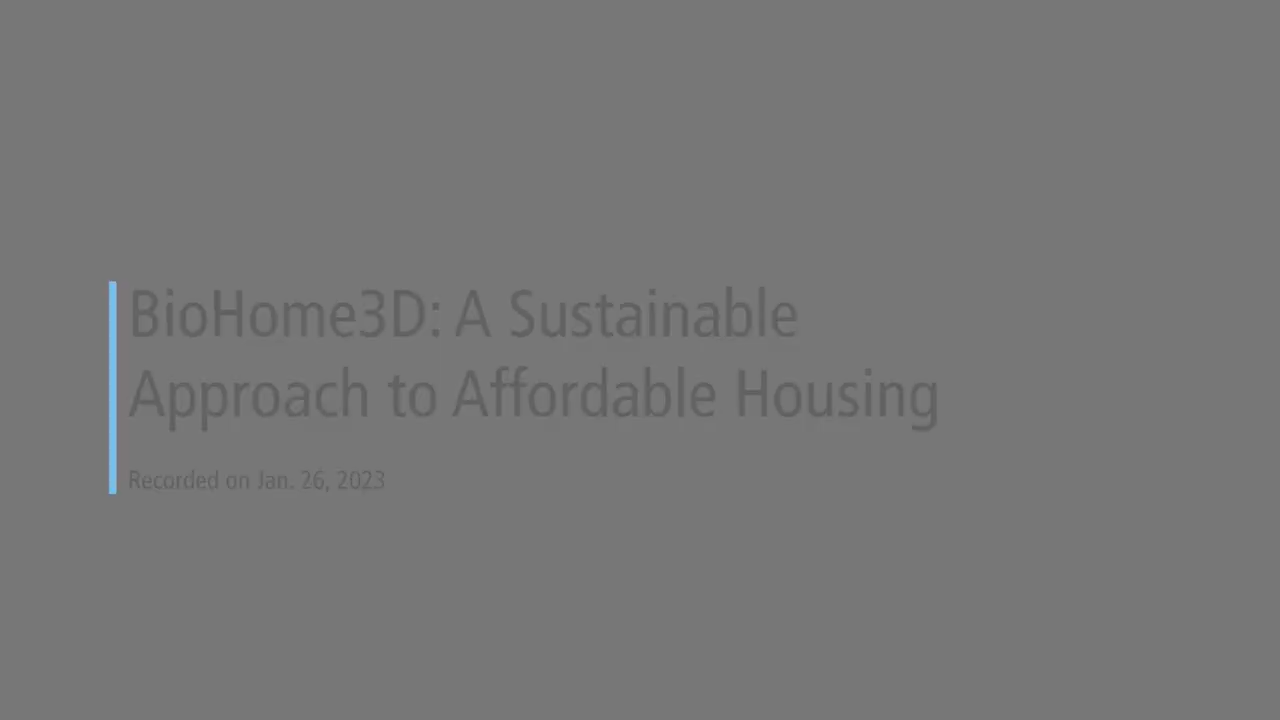 BioHome3D: A Sustainable
Approach to Affordable Housing
Recorded on Jan. 26, 2023